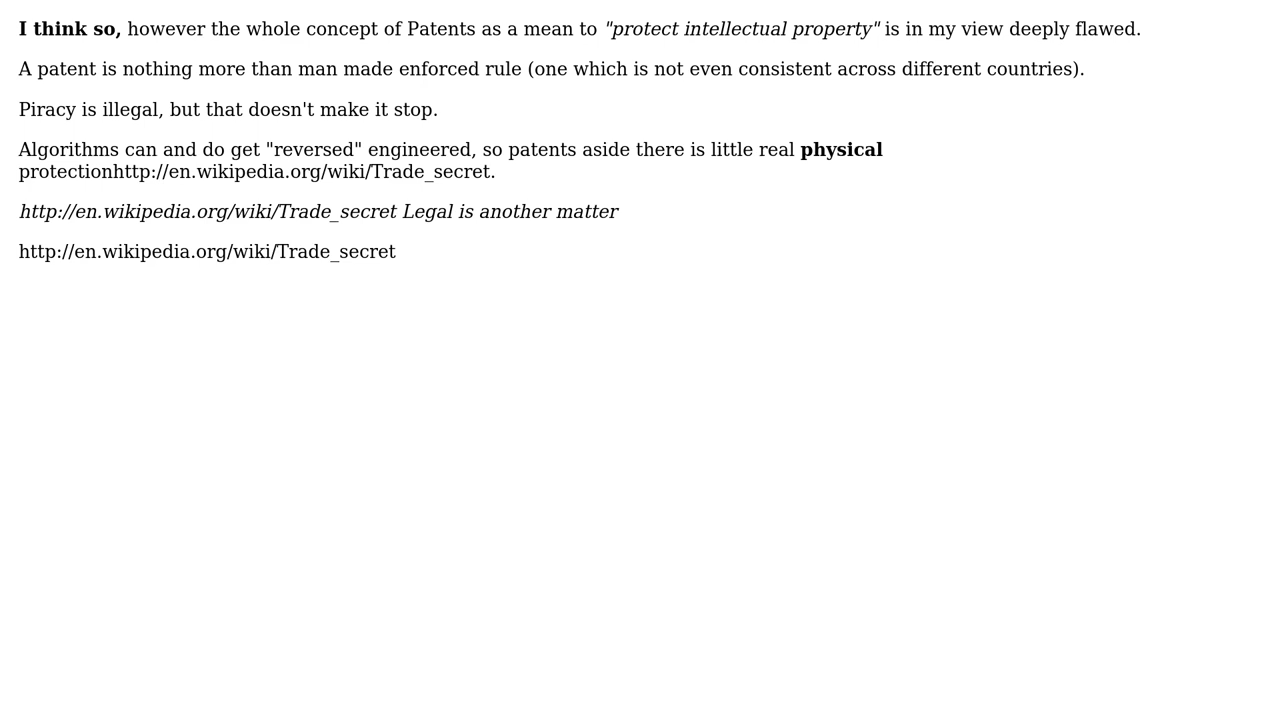 I think so, however the whole concept of Patents as a mean to "protect intellectual property" is in my view deeply flawed.
A patent is nothing more than man made enforced rule (one which is not even consistent across different countries).
Piracy is illegal, but that doesn't make it stop.
Algorithms can and do get "reversed" engineered, so patents aside there is little real physical
protectionhttp://en.wikipedia.org/wiki/Trade_secret.
http://en.wikipedia.org/wiki/Trade_secret Legal is another matter
http://en.wikipedia.org/wiki/Trade_secret